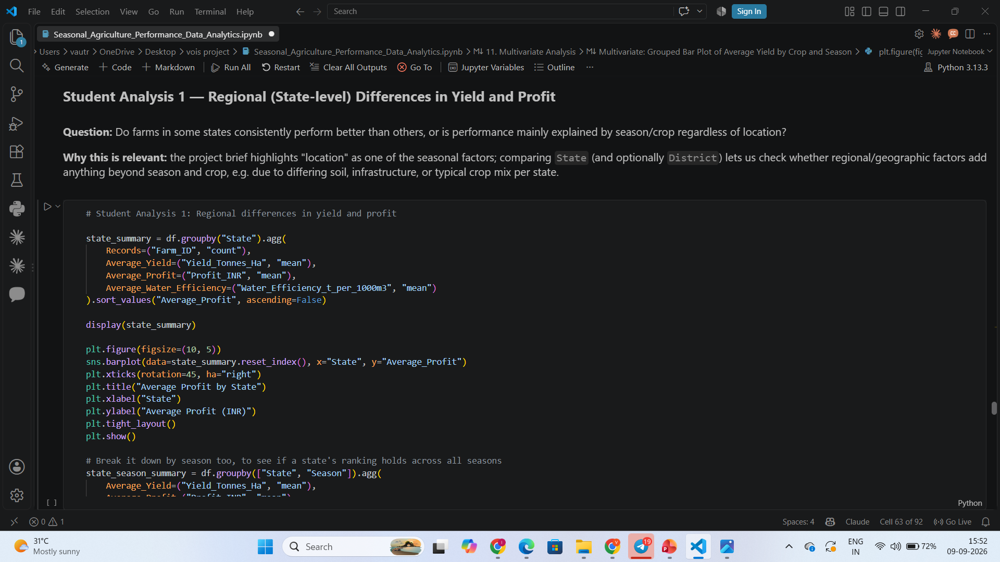 File Edit Selection View Go Run Terminal Help
Search
Sign In
1
Seasonal_Agriculture_Performance_Data_Analytics.ipynb
Users > vautr > OneDrive > Desktop > vois project > Seasonal_Agriculture_Performance_Data_Analytics.ipynb > M↓ 11. Multivariate Analysis > M↓ Multivariate: Grouped Bar Plot of Average Yield by Crop and Season > plt.figure(fig
Jupyter Notebook
Generate + Code + Markdown Run All Restart Clear All Outputs Go To Jupyter Variables Outline ···
Python 3.13.3
Student Analysis 1 — Regional (State-level) Differences in Yield and Profit
Question: Do farms in some states consistently perform better than others, or is performance mainly explained by season/crop regardless of location?
Why this is relevant: the project brief highlights "location" as one of the seasonal factors; comparing State (and optionally District) lets us check whether regional/geographic factors add
anything beyond season and crop, e.g. due to differing soil, infrastructure, or typical crop mix per state.
# Student Analysis 1: Regional differences in yield and profit
state_summary = df.groupby("State").agg(
    Records=("Farm_ID", "count"),
    Average_Yield=("Yield_Tonnes_Ha", "mean"),
    Average_Profit=("Profit_INR", "mean"),
    Average_Water_Efficiency=("Water_Efficiency_t_per_1000m3", "mean")
).sort_values("Average_Profit", ascending=False)
display(state_summary)
plt.figure(figsize=(10, 5))
sns.barplot(data=state_summary.reset_index(), x="State", y="Average_Profit")
plt.xticks(rotation=45, ha="right")
plt.title("Average Profit by State")
plt.xlabel("State")
plt.ylabel("Average Profit (INR)")
plt.tight_layout()
plt.show()
# Break it down by season too, to see if a state's ranking holds across all seasons
state_season_summary = df.groupby(["State", "Season"]).agg(
    Average_Yield=("Yield_Tonnes_Ha", "mean"),
    Average_Profit=("Profit_INR", "mean")
[ ]
Python
0 1
Spaces: 4 Claude Cell 63 of 92 Go Live
31°C
Mostly sunny
Search
19
ENG
IN
72%
15:52
09-09-2026